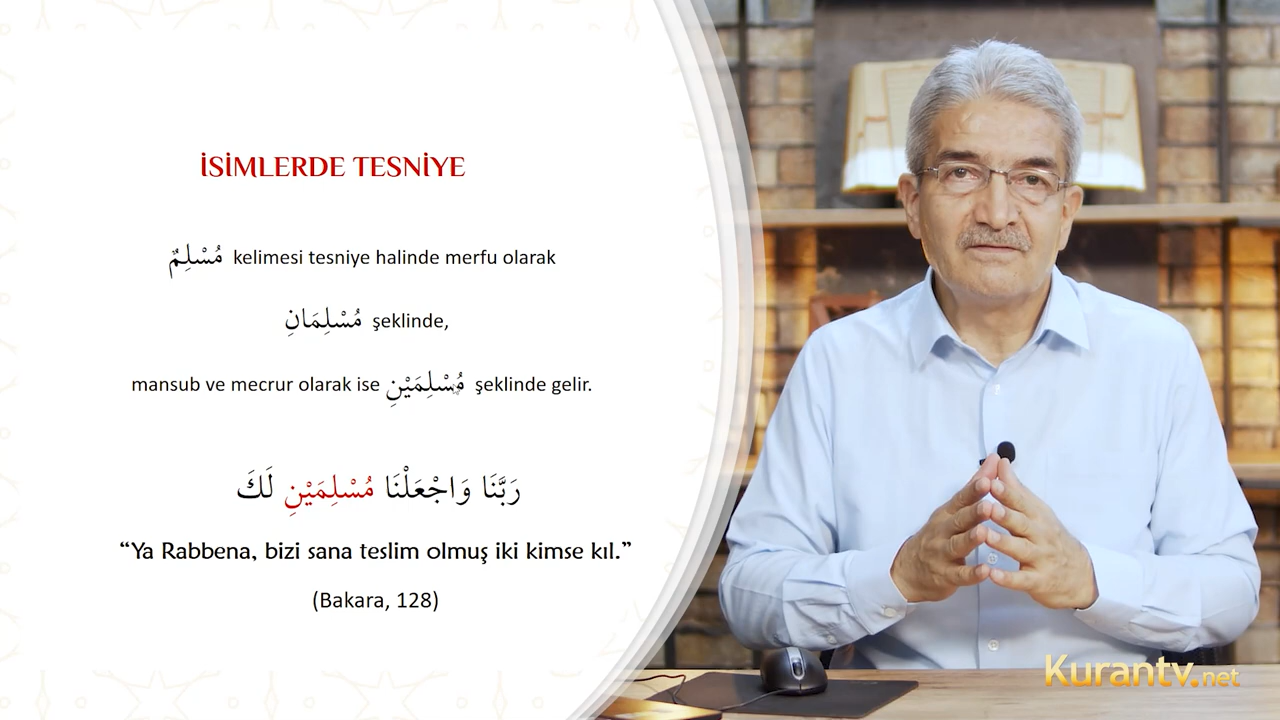 İSİMLERDE TESNİYE
مُسْلِمٌ kelimesi tesniye halinde merfu olarak
مُسْلِمَانِ şeklinde,
mansub ve mecrur olarak ise مُسْلِمَيْنِ şeklinde gelir.
رَبَّنَا وَاجْعَلْنَا مُسْلِمَيْنِ لَكَ
“Ya Rabbena, bizi sana teslim olmuş iki kimse kıl.”
(Bakara, 128)
Kurantv.net